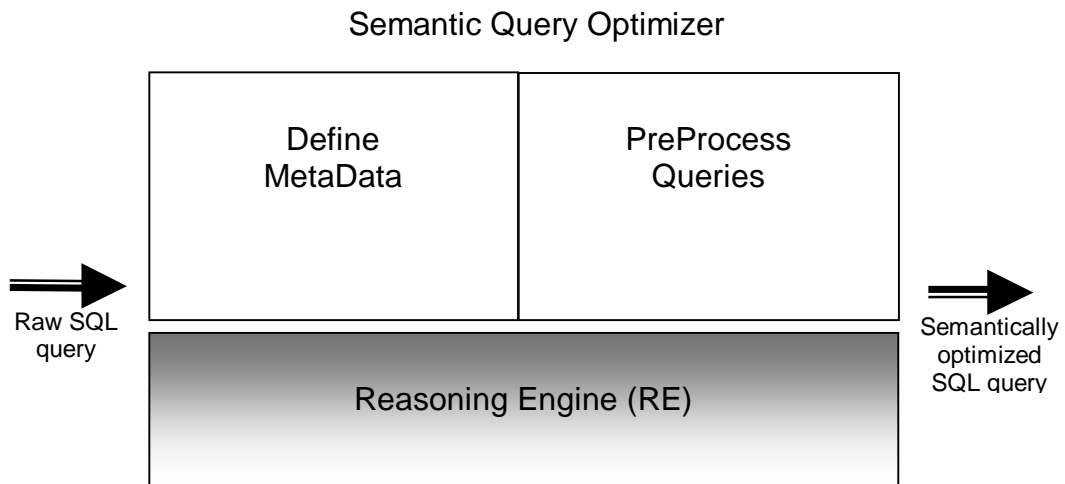 Semantic Query Optimizer
Define
MetaData
PreProcess
Queries
Raw SQL
query
Semantically
optimized
SQL query
Reasoning Engine (RE)